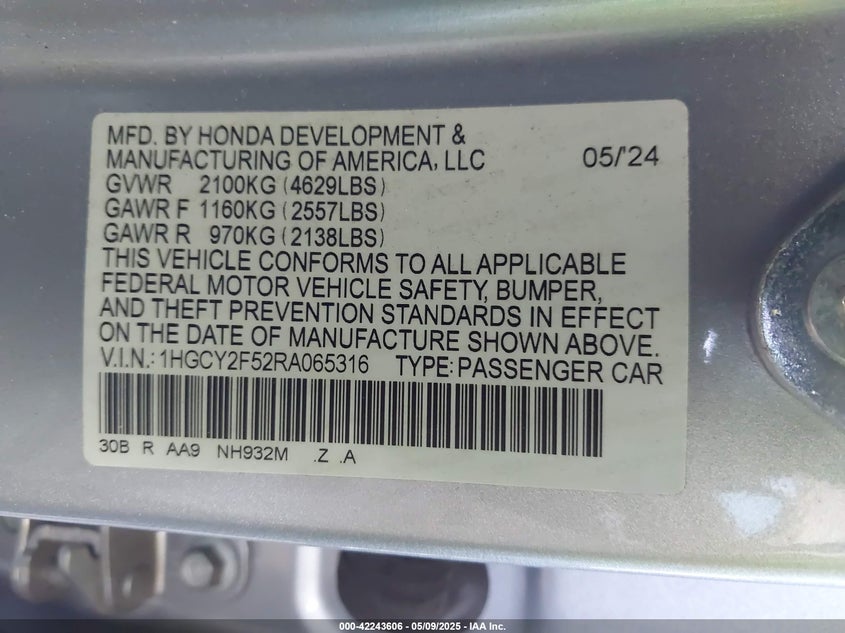 MFD. BY HONDA DEVELOPMENT &
MANUFACTURING OF AMERICA, LLC 05/'24
GVWR 2100KG (4629LBS)
GAWR F 1160KG (2557LBS)
GAWR R 970KG (2138LBS)
THIS VEHICLE CONFORMS TO ALL APPLICABLE
FEDERAL MOTOR VEHICLE SAFETY, BUMPER,
AND THEFT PREVENTION STANDARDS IN EFFECT
ON THE DATE OF MANUFACTURE SHOWN ABOVE.
V.I.N.: 1HGCY2F52RA065316 TYPE: PASSENGER CAR
30B R AA9 NH932M .Z .A
000-42243606 - 05/09/2025 - IAA Inc.